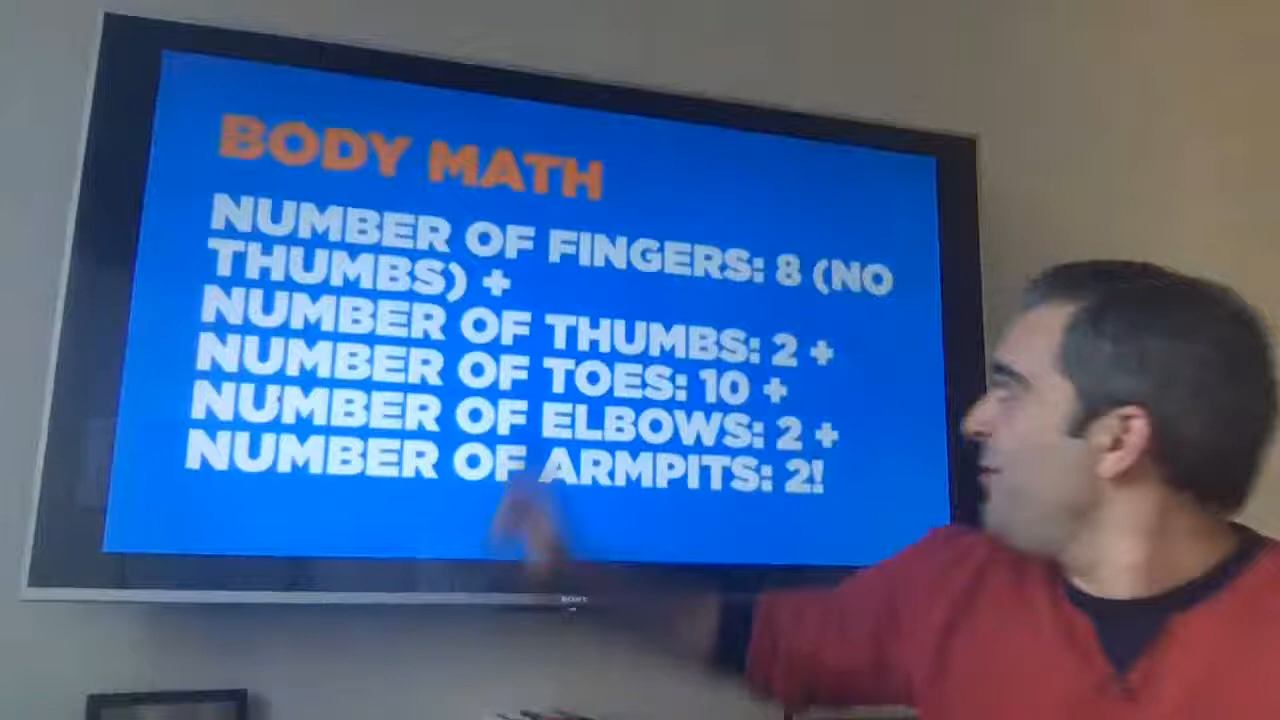 BODY MATH
NUMBER OF FINGERS: 8 (NO
THUMBS) +
NUMBER OF THUMBS: 2 +
NUMBER OF TOES: 10 +
NUMBER OF ELBOWS: 2 +
NUMBER OF ARMPITS: 2!
SONY